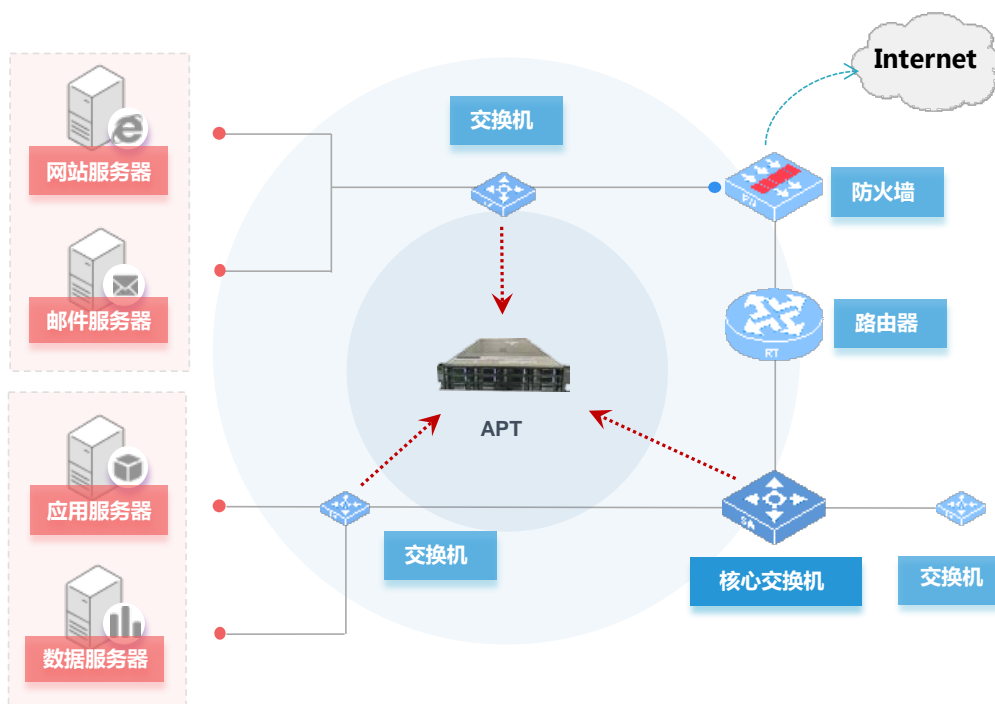 Internet
交换机
网站服务器
防火墙
邮件服务器
路由器
RT
APT
应用服务器
SA
交换机
核心交换机
交换机
数据服务器